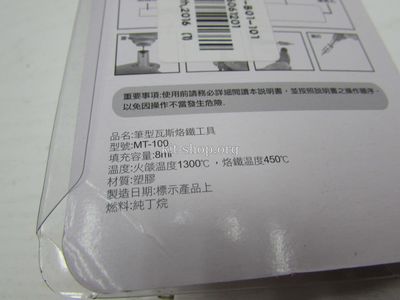 重要事項:使用前請務必詳細閱讀本說明書，並按照說明書之操作順序，
以免因操作不當發生危險.
品名:筆型瓦斯烙鐵工具
型號:MT-100
填充容量:8ml
温度:火燄温度1300℃，烙鐵温度450℃
材質:塑膠
製造日期:標示產品上
燃料:純丁烷